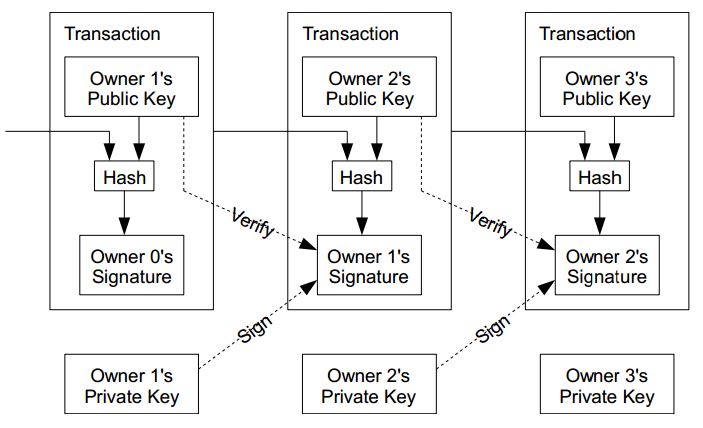 Transaction
Owner 1's
Public Key
Hash
Owner 0's
Signature
Transaction
Owner 2's
Public Key
Hash
Verify
Owner 1's
Signature
Transaction
Owner 3's
Public Key
Hash
Verify
Owner 2's
Signature
Sign
Sign
Owner 1's
Private Key
Owner 2's
Private Key
Owner 3's
Private Key